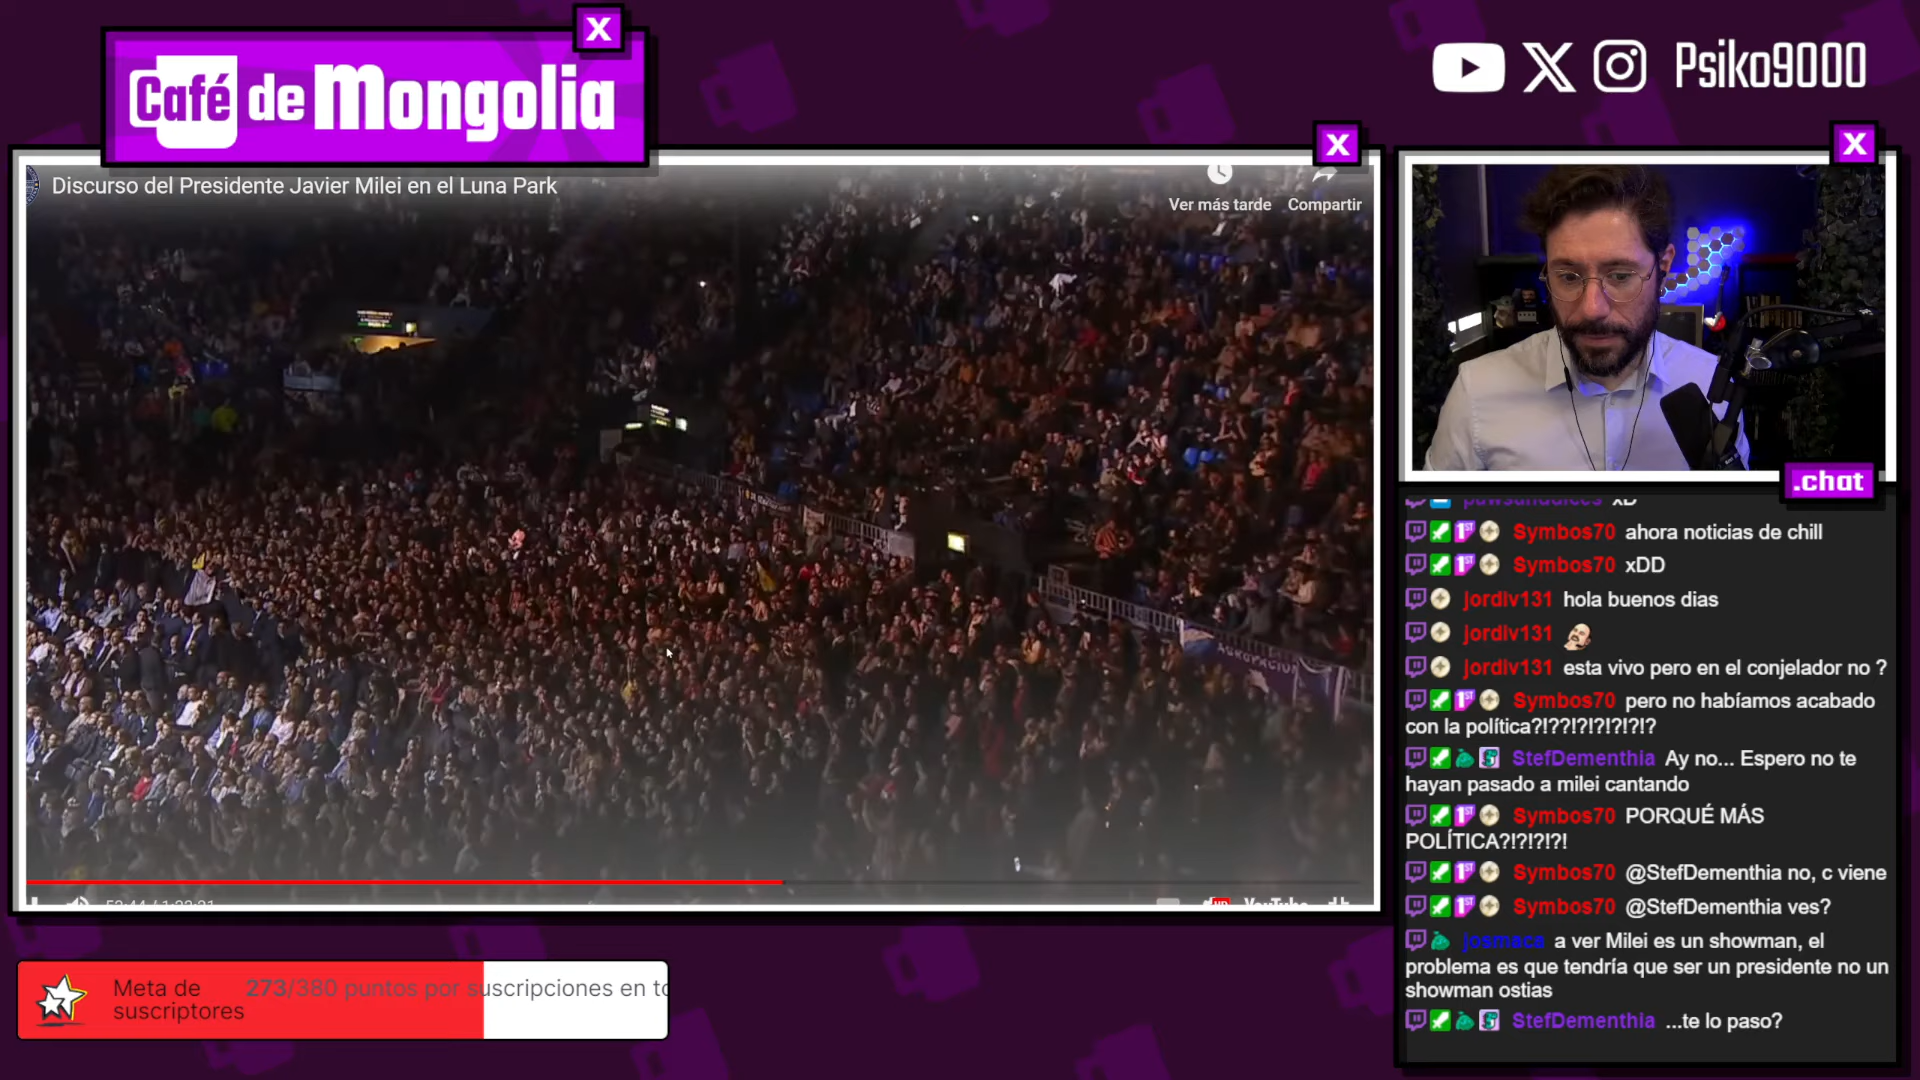 X
Café de Mongolia
Psiko9000
X
X
Discurso del Presidente Javier Milei en el Luna Park
Ver más tarde
Compartir
.chat
xD
Symbos70 ahora noticias de chill
Symbos70 xDD
jordiv131 hola buenos dias
jordiv131
jordiv131 esta vivo pero en el conjelador no ?
Symbos70 pero no habíamos acabado
con la política?!??!?!?!?!?!?
StefDementhia Ay no... Espero no te
hayan pasado a milei cantando
Symbos70 PORQUÉ MÁS
POLÍTICA?!?!?!?!
Symbos70 @StefDementhia no, c viene
Symbos70 @StefDementhia ves?
josmaca a ver Milei es un showman, el
problema es que tendría que ser un presidente no un
showman ostias
StefDementhia ...te lo paso?
YouTube
Meta de
suscriptores
273/380 puntos por suscripciones en